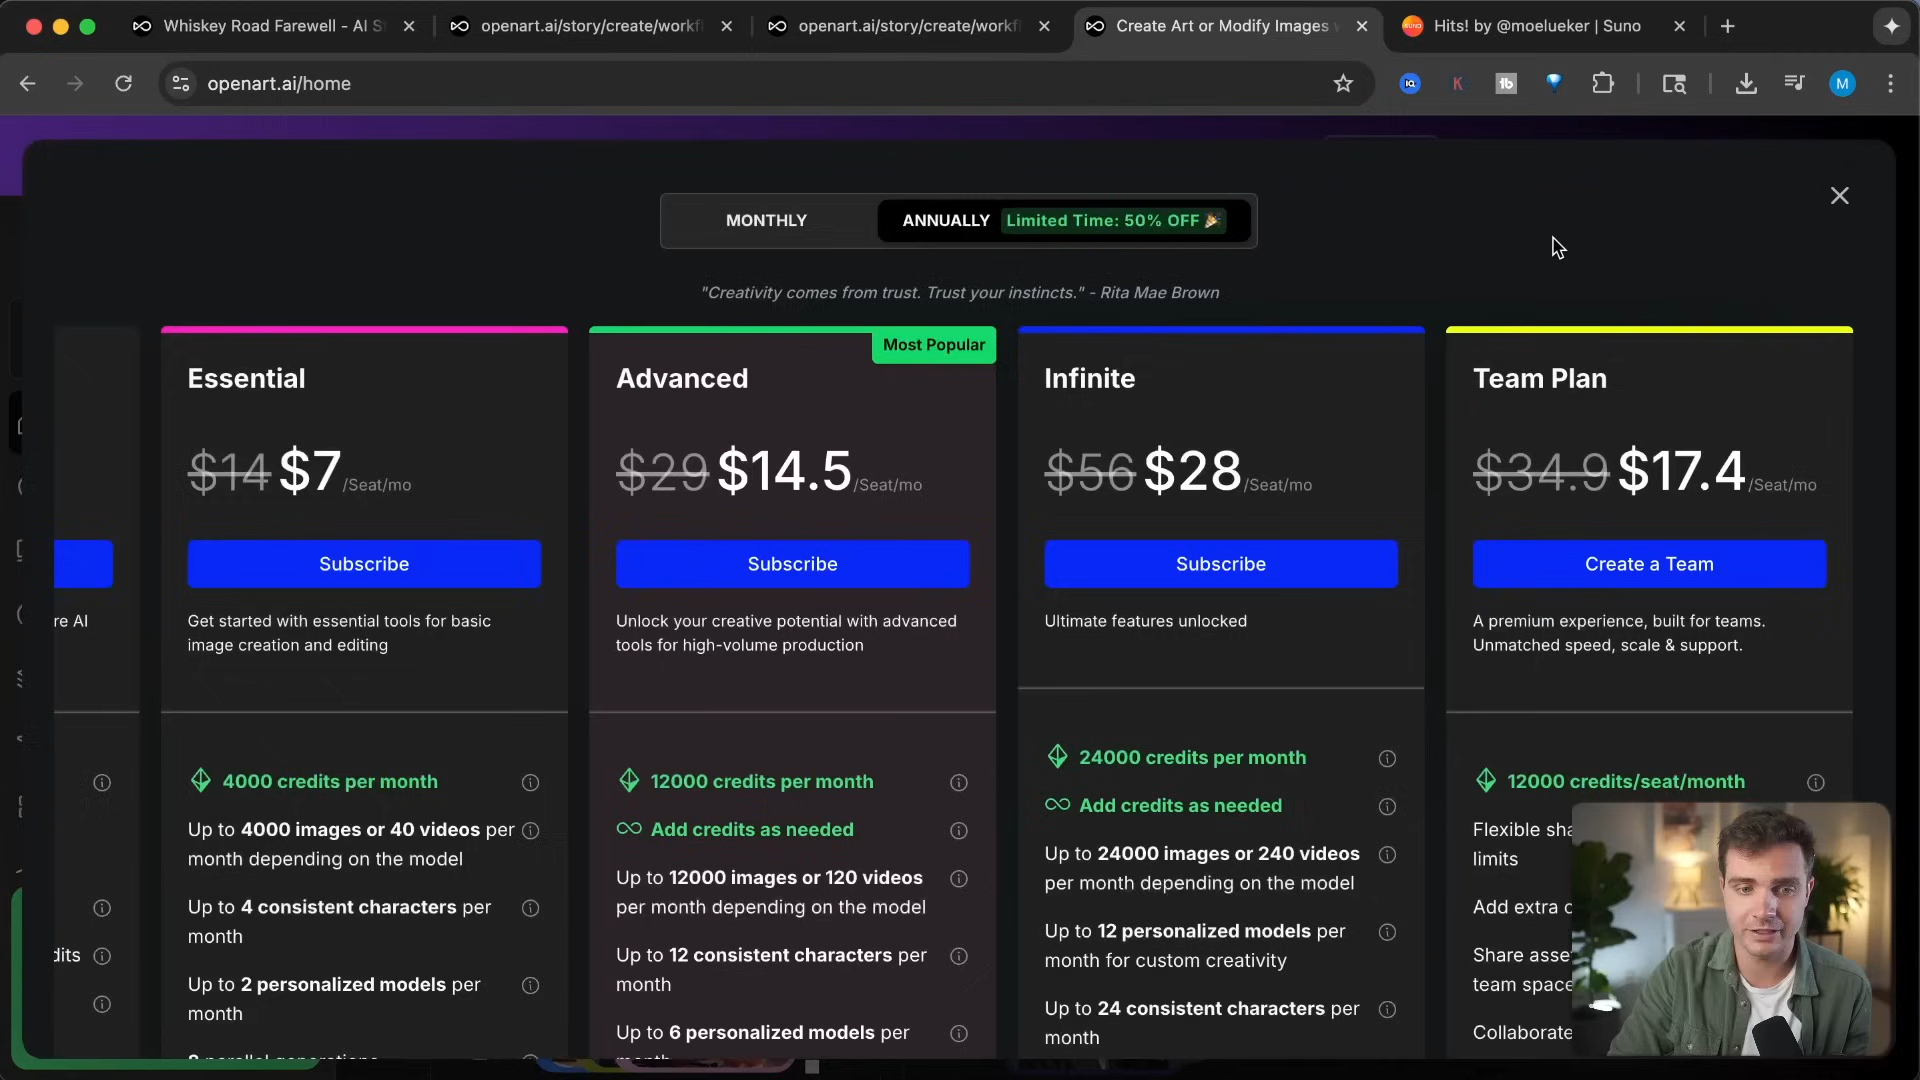 Whiskey Road Farewell - AI S
openart.ai/story/create/workfl
openart.ai/story/create/workfl
Create Art or Modify Images
Hits! by @moelueker | Suno
openart.ai/home
K
tb
M
MONTHLY
ANNUALLY Limited Time: 50% OFF 🎉
"Creativity comes from trust. Trust your instincts." - Rita Mae Brown
Most Popular
Essential
Advanced
Infinite
Team Plan
$14 $7 /Seat/mo
$29 $14.5 /Seat/mo
$56 $28 /Seat/mo
$34.9 $17.4 /Seat/mo
Subscribe
Subscribe
Subscribe
Create a Team
re AI
Get started with essential tools for basic
image creation and editing
Unlock your creative potential with advanced
tools for high-volume production
Ultimate features unlocked
A premium experience, built for teams.
Unmatched speed, scale & support.
dits
4000 credits per month
Up to 4000 images or 40 videos per
month depending on the model
Up to 4 consistent characters per
month
Up to 2 personalized models per
month
8 parallel generations
12000 credits per month
Add credits as needed
Up to 12000 images or 120 videos
per month depending on the model
Up to 12 consistent characters per
month
Up to 6 personalized models per
month
24000 credits per month
Add credits as needed
Up to 24000 images or 240 videos
per month depending on the model
Up to 12 personalized models per
month for custom creativity
Up to 24 consistent characters per
month
12000 credits/seat/month
Flexible sha
limits
Add extra c
Share asse
team space
Collaborate